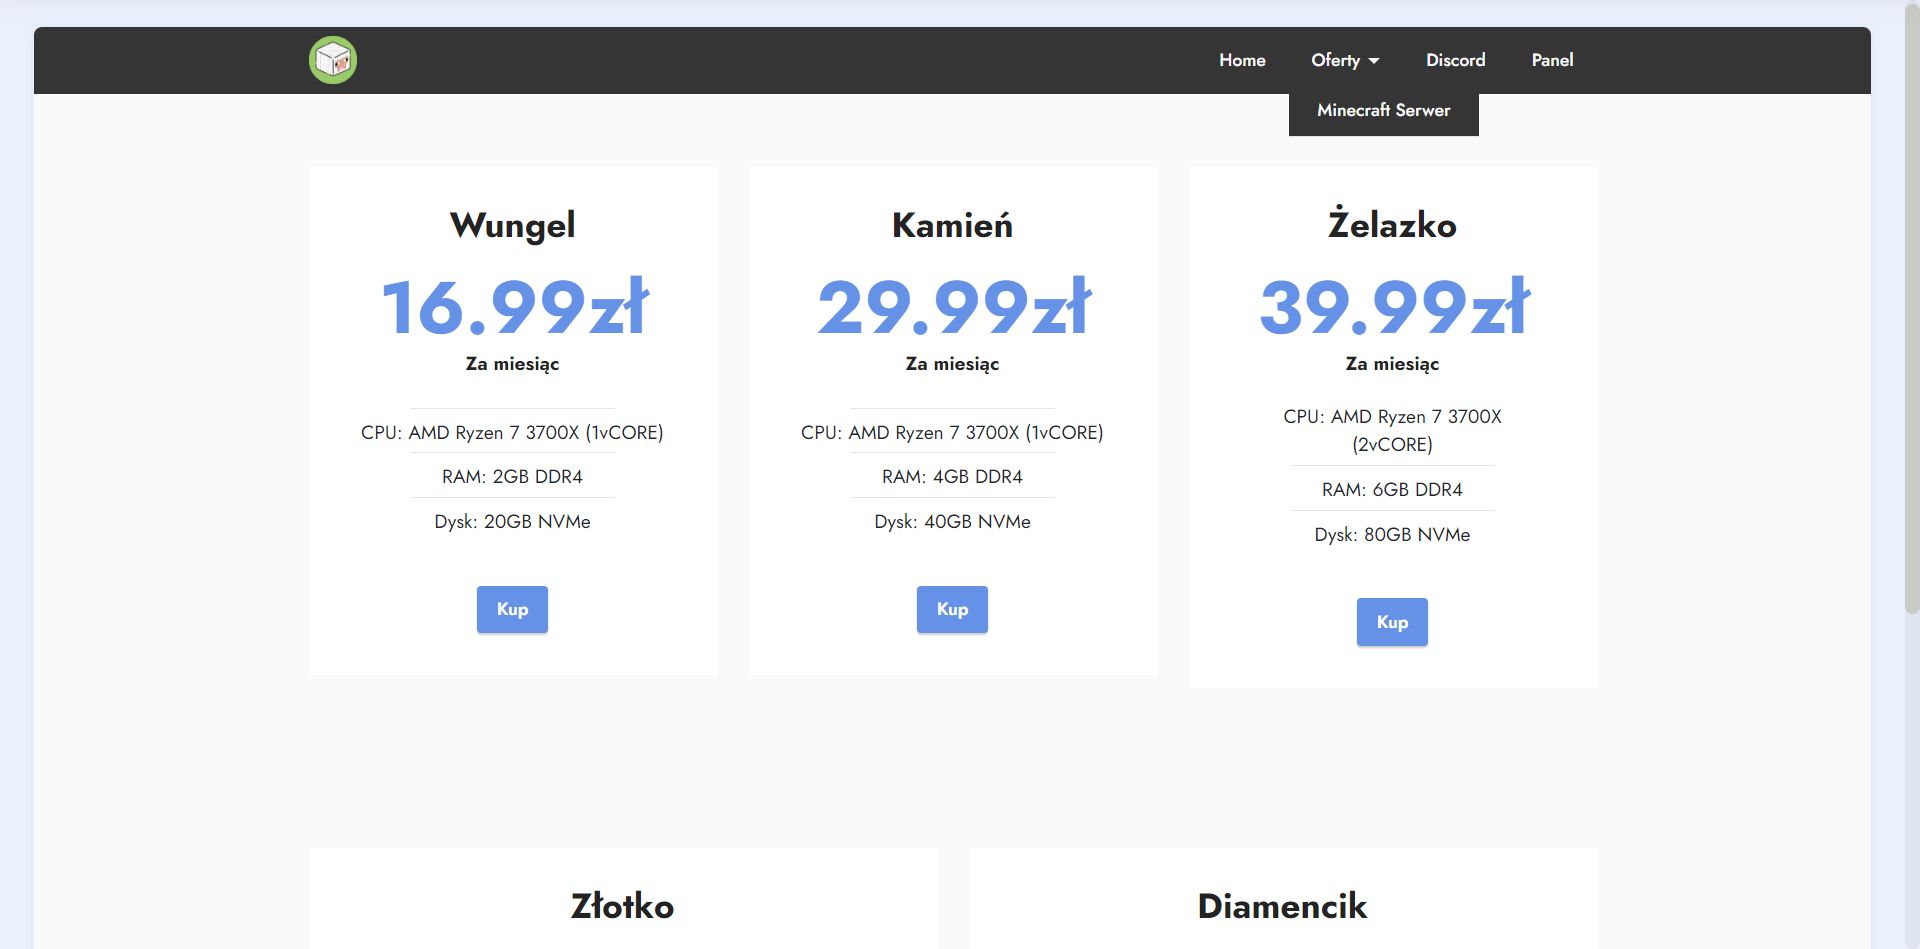 Home
Oferty
Discord
Panel
Minecraft Serwer
Wungel
16.99zł
Za miesiąc
CPU: AMD Ryzen 7 3700X (1vCORE)
RAM: 2GB DDR4
Dysk: 20GB NVMe
Kup
Kamień
29.99zł
Za miesiąc
CPU: AMD Ryzen 7 3700X (1vCORE)
RAM: 4GB DDR4
Dysk: 40GB NVMe
Kup
Żelazko
39.99zł
Za miesiąc
CPU: AMD Ryzen 7 3700X
(2vCORE)
RAM: 6GB DDR4
Dysk: 80GB NVMe
Kup
Złotko
Diamencik